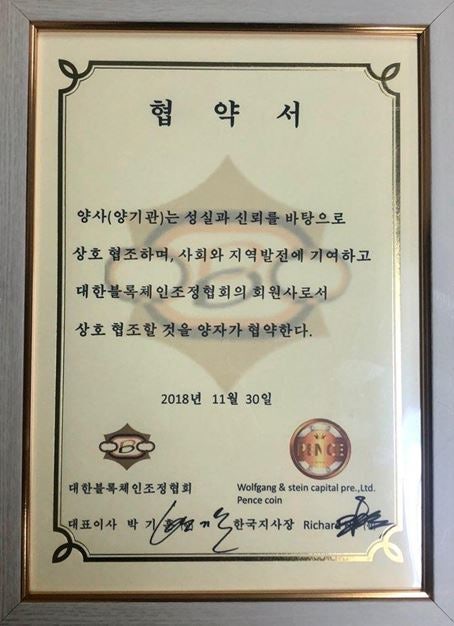 협 약 서
양사(양기관)는 성실과 신뢰를 바탕으로
상호 협조하며, 사회와 지역발전에 기여하고
대한블록체인조정협회의 회원사로서
상호 협조할 것을 양자가 협약한다.
2018년 11월 30일
OBO
PENCE
대한블록체인조정협회
Wolfgang & stein capital pre.,Ltd.
Pence coin
대표이사 박 기
한국지사장 Richar